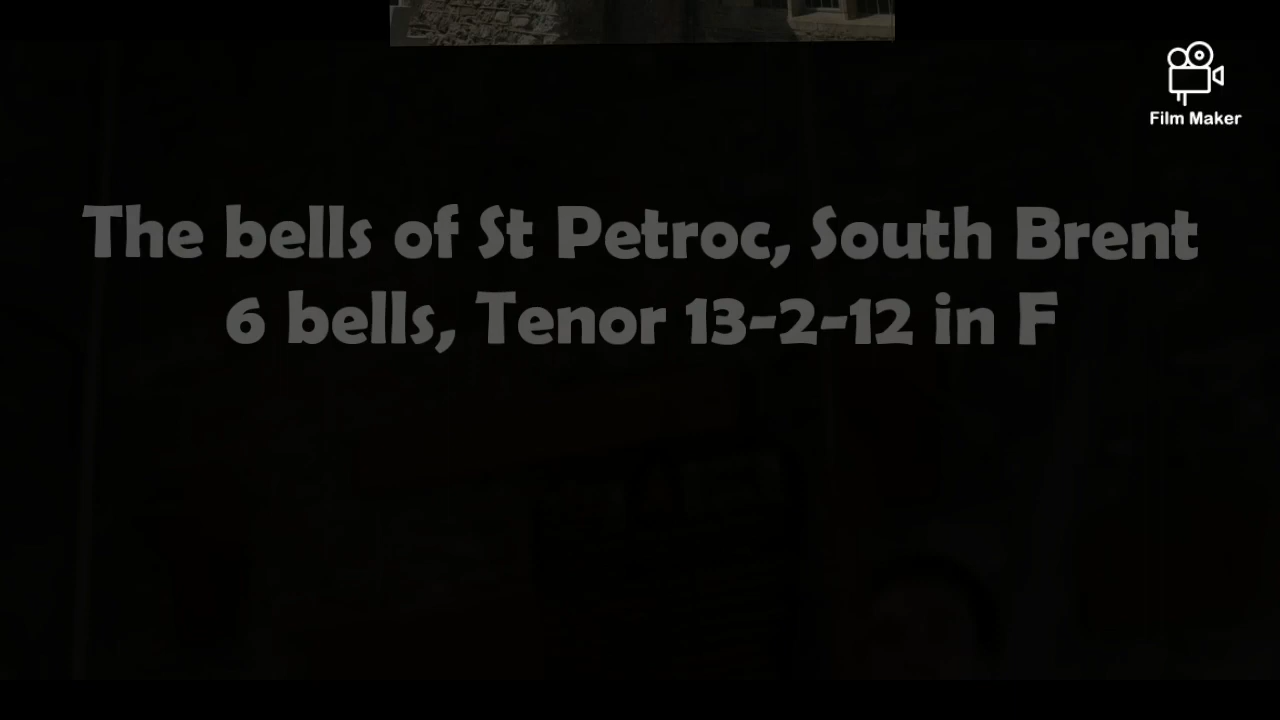 Film Maker
The bells of St Petroc, South Brent
6 bells, Tenor 13-2-12 in F